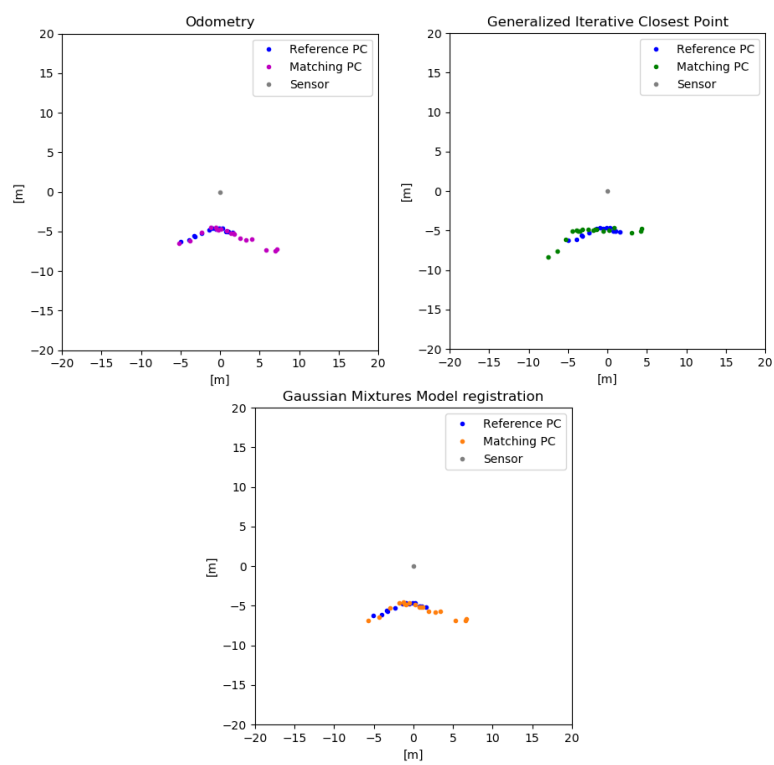 Odometry
20
15
10
5
0
−5
−10
−15
−20
[m]
Reference PC
Matching PC
Sensor
−20 −15 −10 −5 0 5 10 15 20
[m]
Generalized Iterative Closest Point
20
15
10
5
0
−5
−10
−15
−20
[m]
Reference PC
Matching PC
Sensor
−20 −15 −10 −5 0 5 10 15 20
[m]
Gaussian Mixtures Model registration
20
15
10
5
0
−5
−10
−15
−20
[m]
Reference PC
Matching PC
Sensor
−20 −15 −10 −5 0 5 10 15 20
[m]